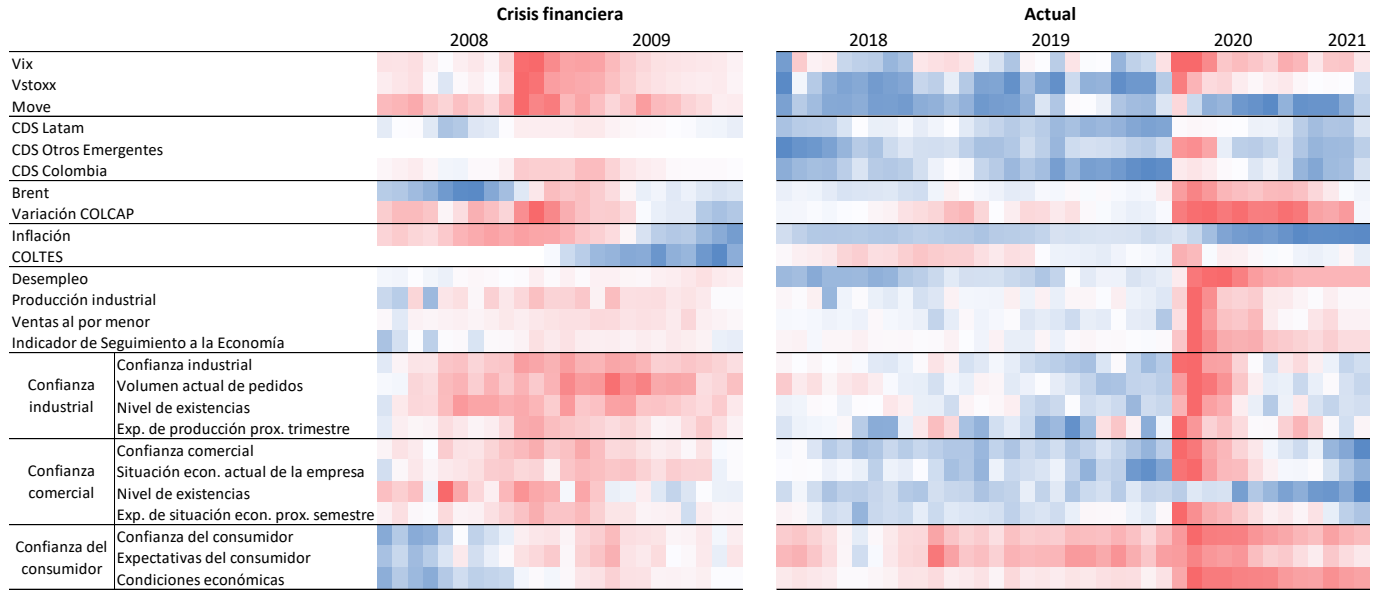 Crisis financiera Actual
2008 2009 2018 2019 2020 2021
Vix
Vstoxx
Move
CDS Latam
CDS Otros Emergentes
CDS Colombia
Brent
Variación COLCAP
Inflación
COLTES
Desempleo
Producción industrial
Ventas al por menor
Indicador de Seguimiento a la Economía
Confianza industrial
Confianza industrial
Volumen actual de pedidos
Nivel de existencias
Exp. de producción prox. trimestre
Confianza comercial
Confianza comercial
Situación econ. actual de la empresa
Nivel de existencias
Exp. de situación econ. prox. semestre
Confianza del consumidor
Confianza del consumidor
Expectativas del consumidor
Condiciones económicas